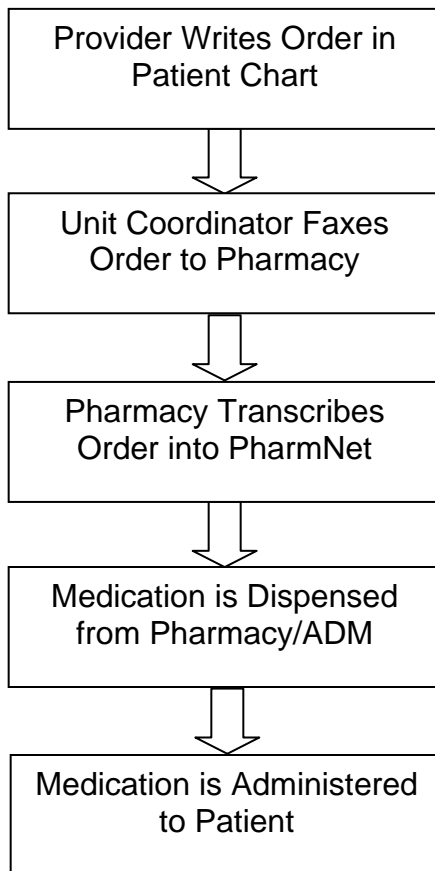 Provider Writes Order in
Patient Chart
Unit Coordinator Faxes
Order to Pharmacy
Pharmacy Transcribes
Order into PharmNet
Medication is Dispensed
from Pharmacy/ADM
Medication is Administered
to Patient